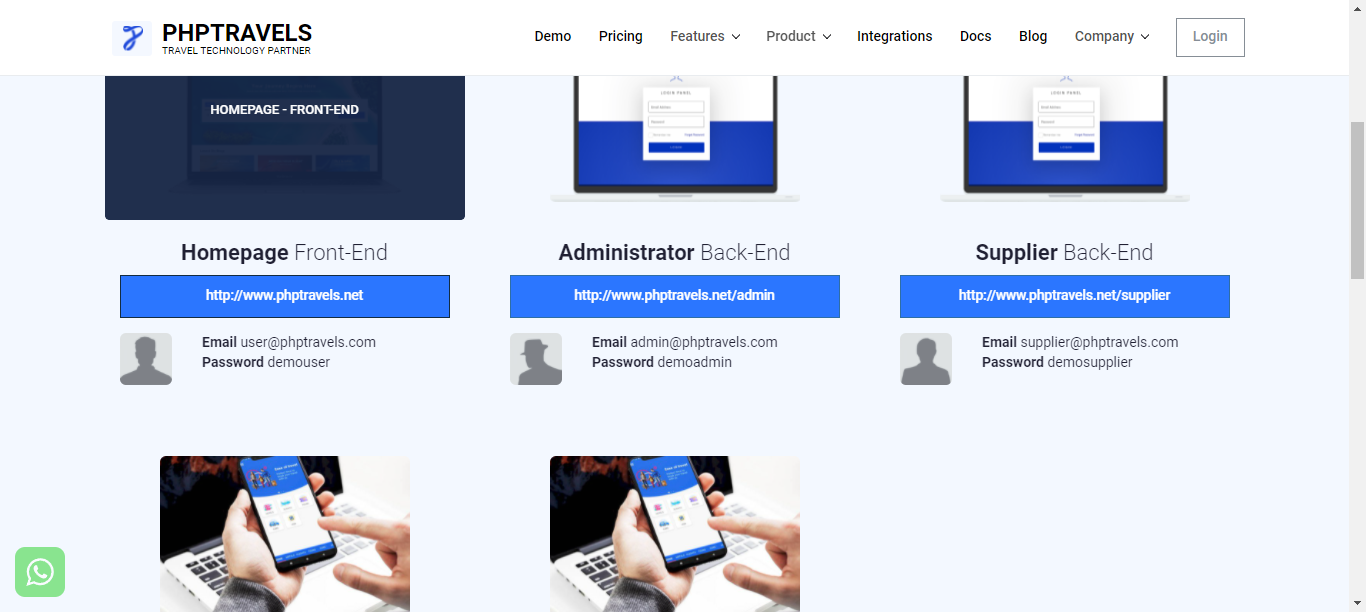 PHPTRAVELS
TRAVEL TECHNOLOGY PARTNER
Demo
Pricing
Features
Product
Integrations
Docs
Blog
Company
Login
HOMEPAGE - FRONT-END
LOGIN PANEL
LOGIN PANEL
Homepage Front-End
Administrator Back-End
Supplier Back-End
http://www.phptravels.net
http://www.phptravels.net/admin
http://www.phptravels.net/supplier
Email user@phptravels.com
Password demouser
Email admin@phptravels.com
Password demoadmin
Email supplier@phptravels.com
Password demosupplier